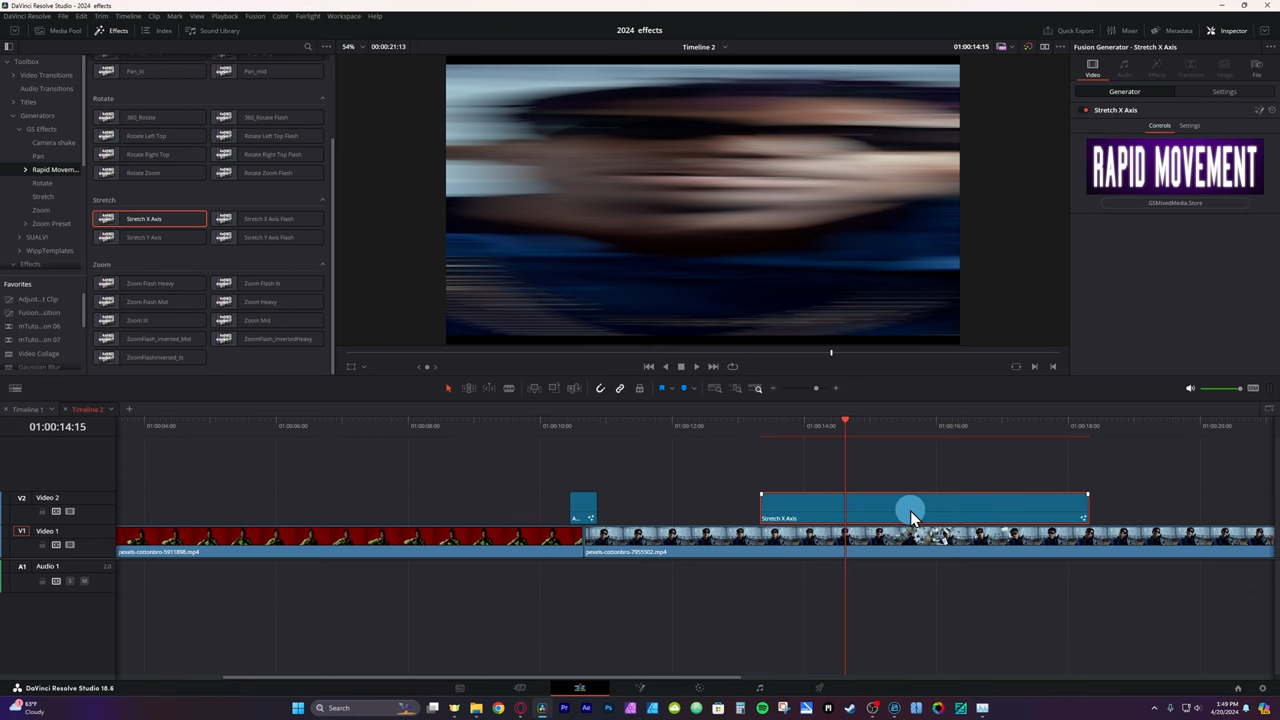 DaVinci Resolve Studio - 2024 effects
DaVinci Resolve File Edit Trim Timeline Clip Mark View Playback Fusion Color Fairlight Workspace Help
Media Pool Effects Index Sound Library 2024 effects Quick Export Mixer Metadata Inspector
54% 00:00:21:13 Timeline 2 01:00:14:15 Fusion Generator - Stretch X Axis
Toolbox
Video Transitions
Audio Transitions
Titles
Generators
GS Effects
Camera shake
Pan
Rapid Movem...
Rotate
Stretch
Zoom
Zoom Preset
SUALVI
WippTemplates
Effects
Favorites
Adjust...t Clip
Fusion...sition
mTuto...on 06
mTuto...on 07
Video Collage
Gaussian Blur
Pan_lit Pan_mid
Rotate
360_Rotate 360_Rotate Flash
Rotate Left Top Rotate Left Top Flash
Rotate Right Top Rotate Right Top Flash
Rotate Zoom Rotate Zoom Flash
Stretch
Stretch X Axis Stretch X Axis Flash
Stretch Y Axis Stretch Y Axis Flash
Zoom
Zoom Flash Heavy Zoom Flash lit
Zoom Flash Mid Zoom Heavy
Zoom lit Zoom Mid
ZoomFlash_inverted_Mid ZoomFlash_invertedHeavy
ZoomFlashinverted_lit
Video Audio Effects Transition Image File
Generator Settings
Stretch X Axis
Controls Settings
RAPID MOVEMENT
GSMixedMedia.Store
DIM
Timeline 1 Timeline 2
01:00:14:15 01:00:04:00 01:00:06:00 01:00:08:00 01:00:10:00 01:00:12:00 01:00:14:00 01:00:16:00 01:00:18:00 01:00:20:00
V2 Video 2
A... Stretch X Axis
V1 Video 1
pexels-cottonbro-5911898.mp4 pexels-cottonbro-7955502.mp4
A1 Audio 1 2.0
S M
DaVinci Resolve Studio 18.6
63°F
Cloudy
Search
1:49 PM
4/20/2024